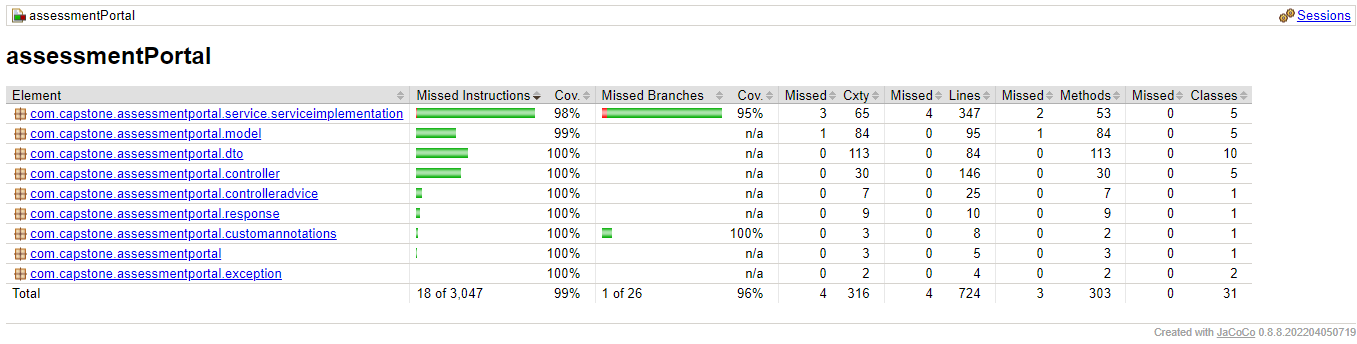 assessmentPortal Sessions
assessmentPortal
Element Missed Instructions Cov. Missed Branches Cov. Missed Cxty Missed Lines Missed Methods Missed Classes
com.capstone.assessmentportal.service.serviceimplementation 98% 95% 3 65 4 347 2 53 0 5
com.capstone.assessmentportal.model 99% n/a 1 84 0 95 1 84 0 5
com.capstone.assessmentportal.dto 100% n/a 0 113 0 84 0 113 0 10
com.capstone.assessmentportal.controller 100% n/a 0 30 0 146 0 30 0 5
com.capstone.assessmentportal.controlleradvice 100% n/a 0 7 0 25 0 7 0 1
com.capstone.assessmentportal.response 100% n/a 0 9 0 10 0 9 0 1
com.capstone.assessmentportal.customannotations 100% 100% 0 3 0 8 0 2 0 1
com.capstone.assessmentportal 100% n/a 0 3 0 5 0 3 0 1
com.capstone.assessmentportal.exception 100% n/a 0 2 0 4 0 2 0 2
Total 18 of 3,047 99% 1 of 26 96% 4 316 4 724 3 303 0 31
Created with JaCoCo 0.8.8.202204050719